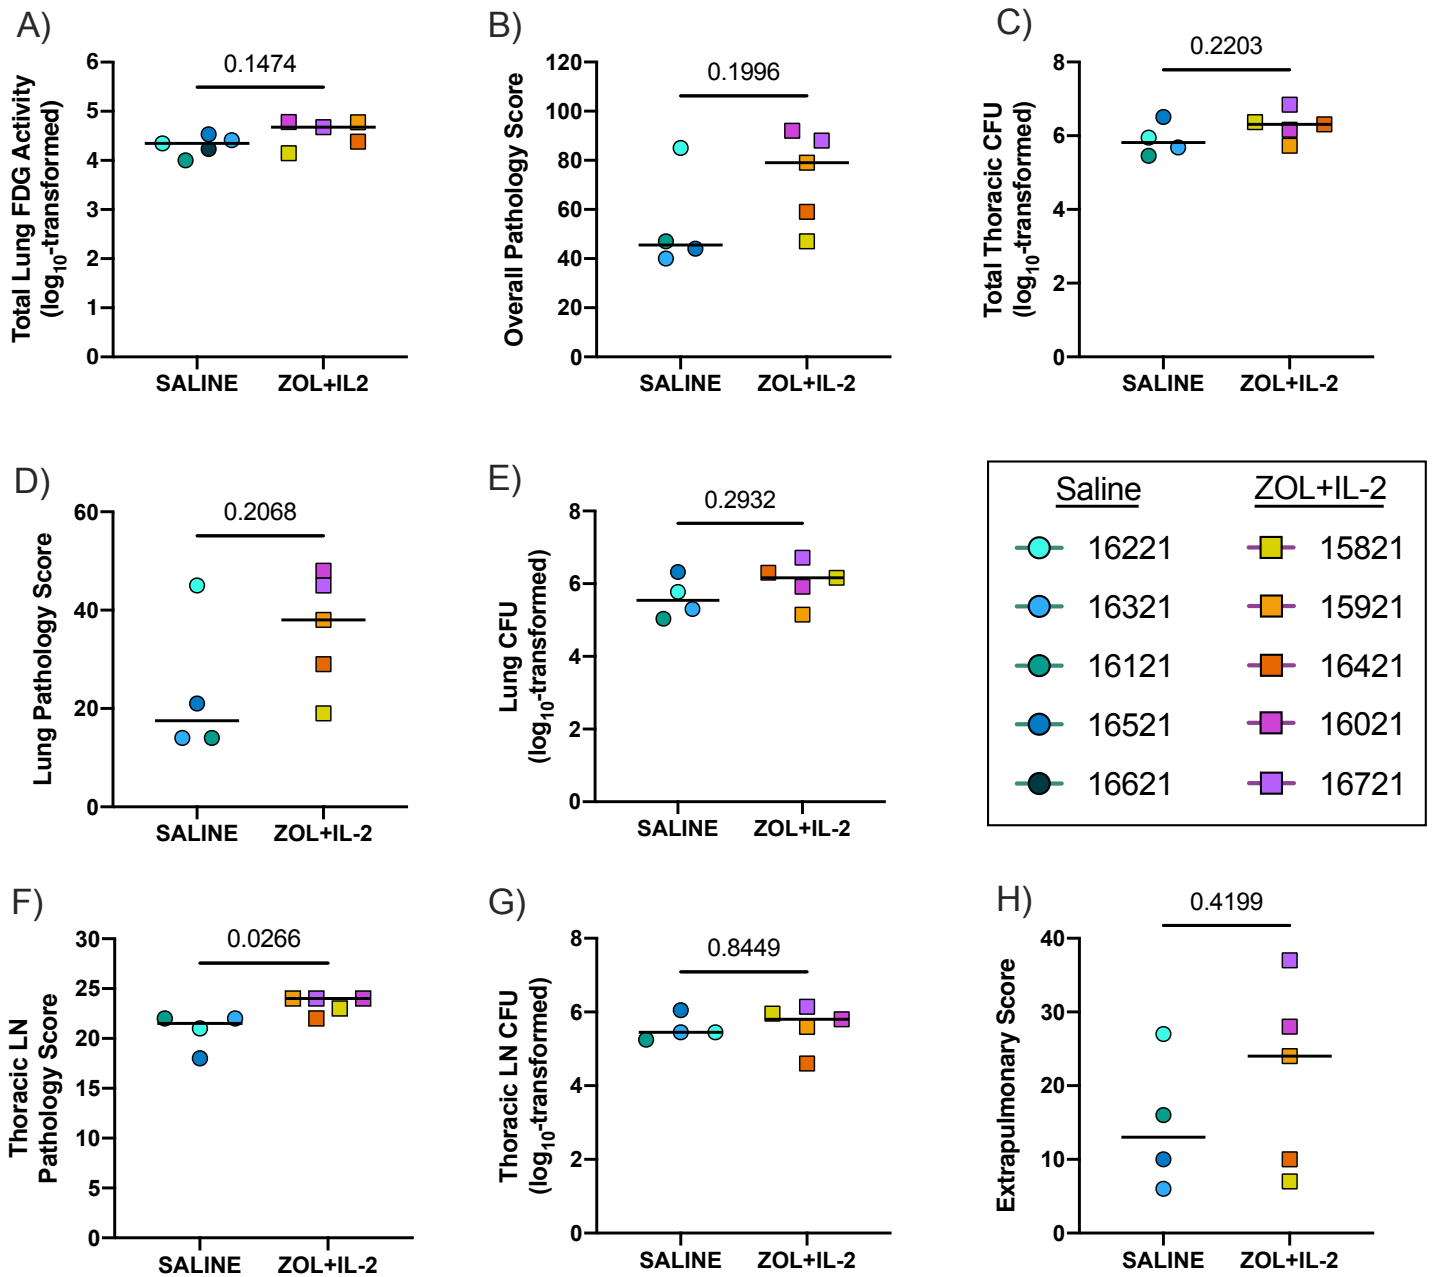 A)
Total Lung FDG Activity
(log10-transformed)
6
5
4
3
2
1
0
0.1474
SALINE
ZOL+IL2
B)
Overall Pathology Score
120
100
80
60
40
20
0
0.1996
SALINE
ZOL+IL-2
C)
Total Thoracic CFU
(log10-transformed)
8
6
4
2
0
0.2203
SALINE
ZOL+IL-2
D)
Lung Pathology Score
60
40
20
0
0.2068
SALINE
ZOL+IL-2
E)
Lung CFU
(log10-transformed)
8
6
4
2
0
0.2932
SALINE
ZOL+IL-2
Saline
ZOL+IL-2
16221
15821
16321
15921
16121
16421
16521
16021
16621
16721
F)
Thoracic LN
Pathology Score
30
25
20
15
10
5
0
0.0266
SALINE
ZOL+IL-2
G)
Thoracic LN CFU
(log10-transformed)
8
6
4
2
0
0.8449
SALINE
ZOL+IL-2
H)
Extrapulmonary Score
40
30
20
10
0
0.4199
SALINE
ZOL+IL-2